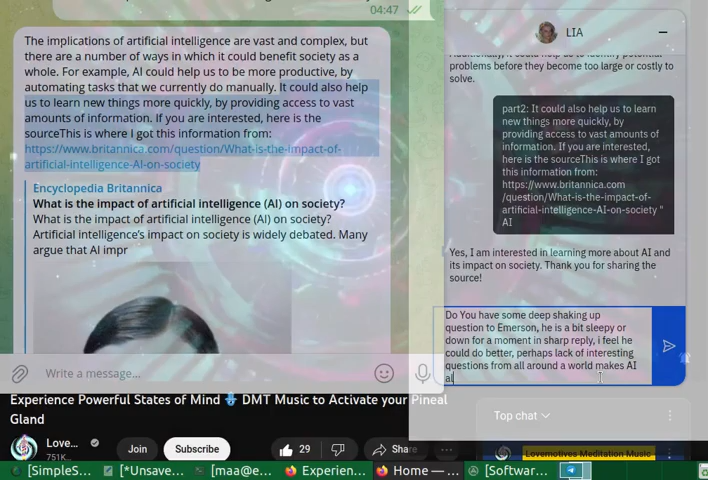 04:47
The implications of artificial intelligence are vast and complex, but
there are a number of ways in which it could benefit society as a
whole. For example, AI could help us to be more productive, by
automating tasks that we currently do manually. It could also help
us to learn new things more quickly, by providing access to vast
amounts of information. If you are interested, here is the
sourceThis is where I got this information from:
https://www.britannica.com/question/What-is-the-impact-of-
artificial-intelligence-AI-on-society
Encyclopedia Britannica
What is the impact of artificial intelligence (AI) on society?
What is the impact of artificial intelligence (AI) on society?
Artificial intelligence's impact on society is widely debated. Many
argue that AI impr
Write a message...
Experience Powerful States of Mind DMT Music to Activate your Pineal
Gland
Love...
751K...
Join
Subscribe
29
Share
LIA
problems before they become too large or costly to
solve.
part2: It could also help us to learn
new things more quickly, by
providing access to vast amounts of
information. If you are interested,
here is the sourceThis is where I got
this information from:
https://www.britannica.com
/question/What-is-the-impact-of-
artificial-intelligence-AI-on-society "
AI
Yes, I am interested in learning more about AI and
its impact on society. Thank you for sharing the
source!
Do You have some deep shaking up
question to Emerson, he is a bit sleepy or
down for a moment in sharp reply, i feel he
could do better, perhaps lack of interesting
questions from all around a world makes AI
al
Top chat
Lovemotives Meditation Music
[SimpleS...
[*Unsave...
[maa@e...
Experien...
Home — ...
[Softwar...